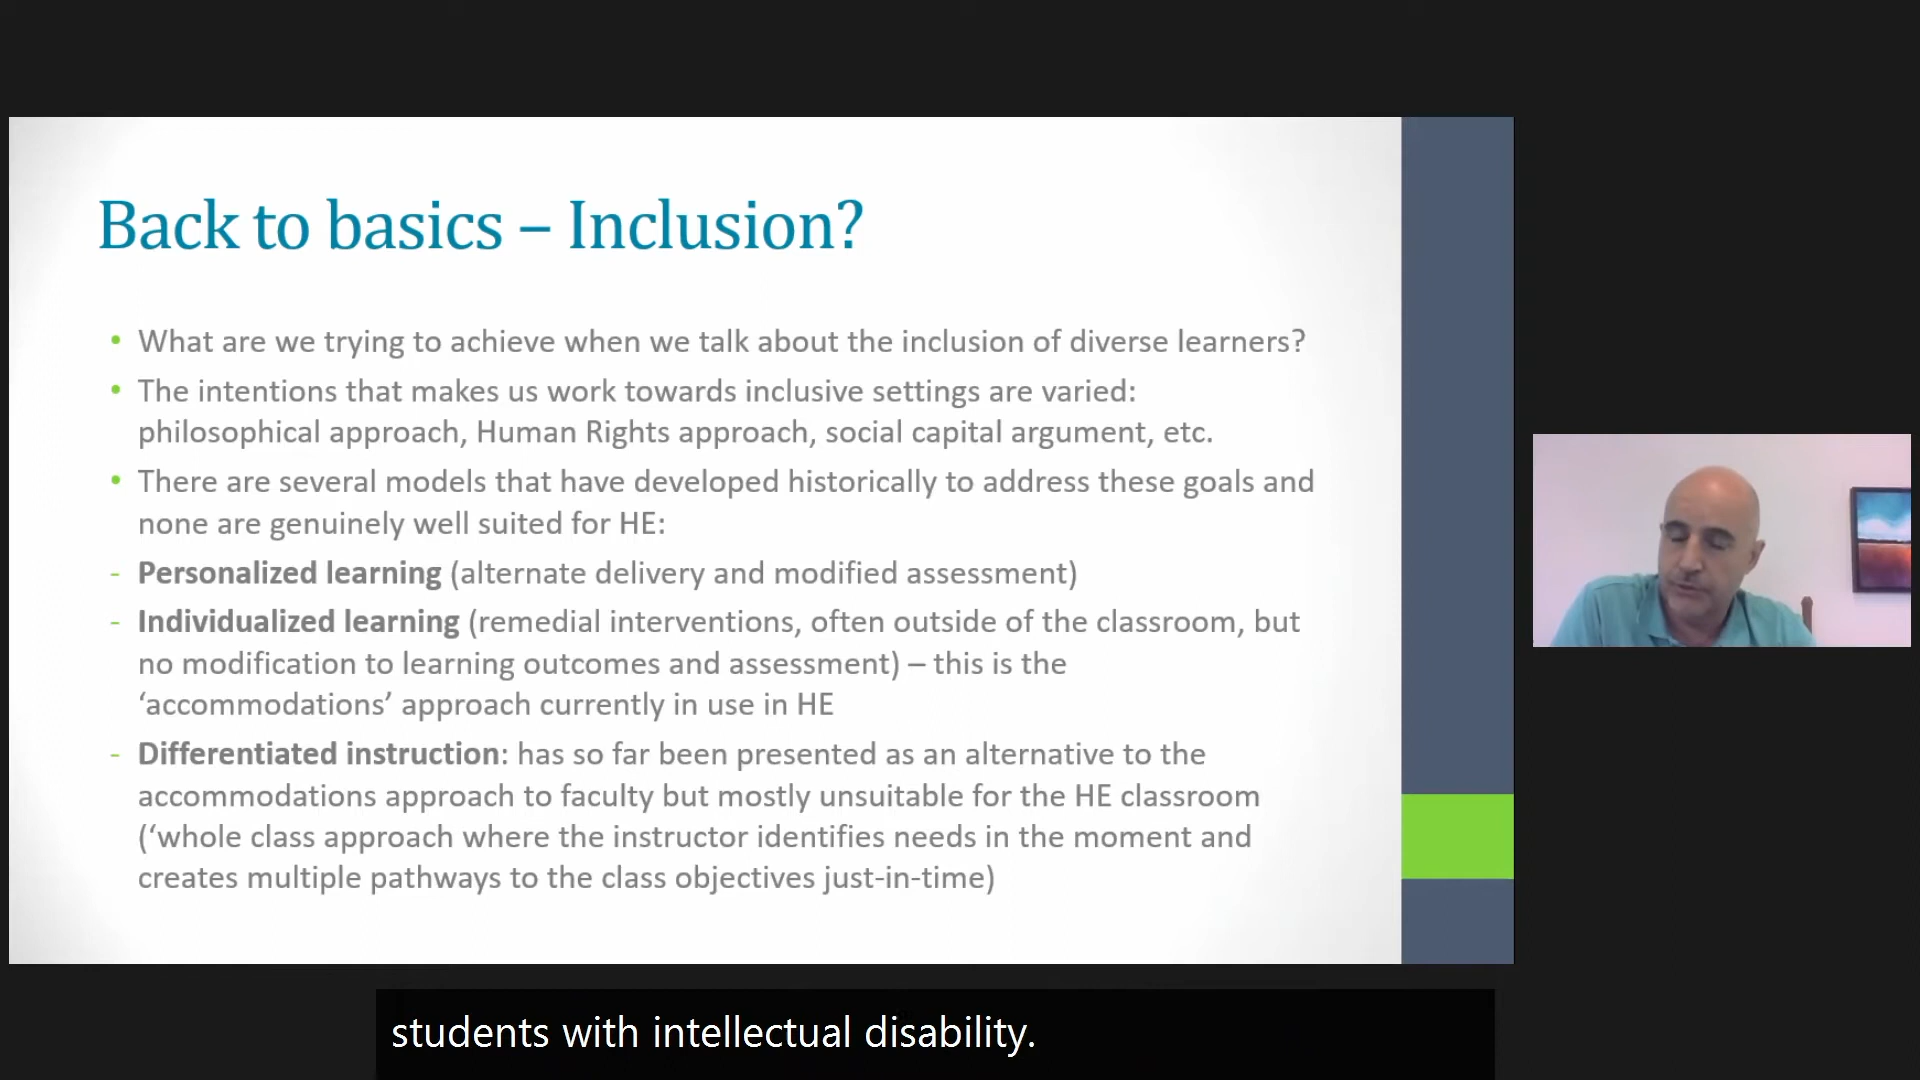 Back to basics – Inclusion?
• What are we trying to achieve when we talk about the inclusion of diverse learners?
• The intentions that makes us work towards inclusive settings are varied:
philosophical approach, Human Rights approach, social capital argument, etc.
• There are several models that have developed historically to address these goals and
none are genuinely well suited for HE:
- Personalized learning (alternate delivery and modified assessment)
- Individualized learning (remedial interventions, often outside of the classroom, but
no modification to learning outcomes and assessment) – this is the
‘accommodations’ approach currently in use in HE
- Differentiated instruction: has so far been presented as an alternative to the
accommodations approach to faculty but mostly unsuitable for the HE classroom
(‘whole class approach where the instructor identifies needs in the moment and
creates multiple pathways to the class objectives just-in-time)
students with intellectual disability.